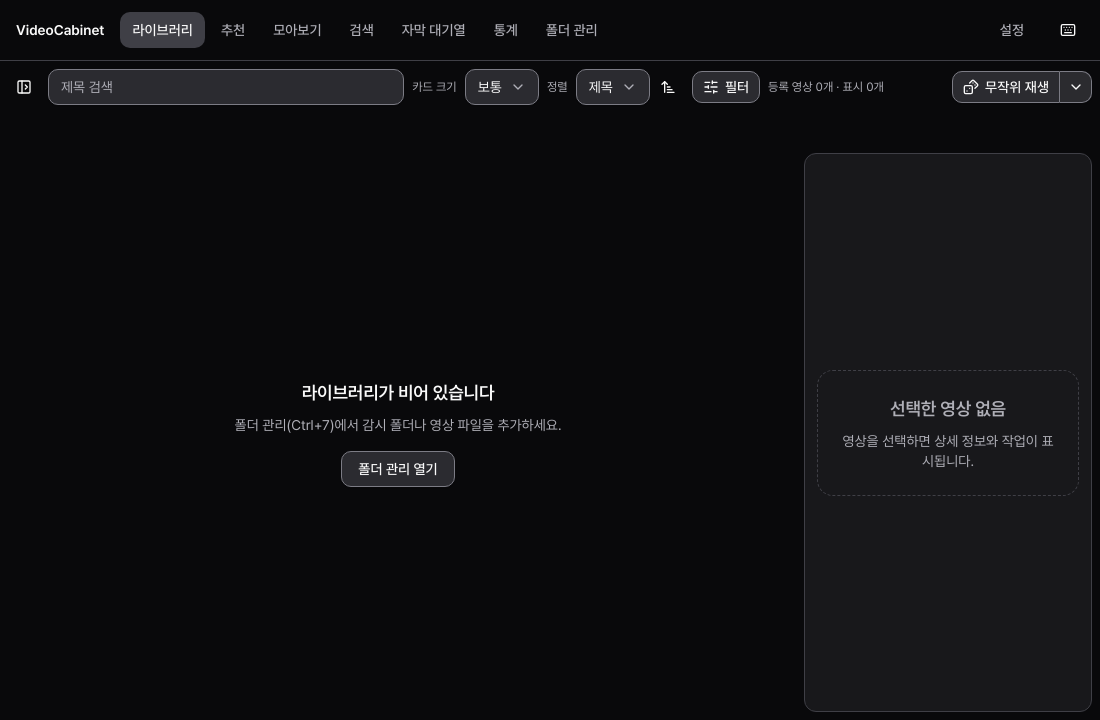 VideoCabinet 라이브러리 추천 모아보기 검색 자막 대기열 통계 폴더 관리 설정
제목 검색 카드 크기 보통 정렬 제목 필터 등록 영상 0개 · 표시 0개 무작위 재생
라이브러리가 비어 있습니다
폴더 관리(Ctrl+7)에서 감시 폴더나 영상 파일을 추가하세요.
폴더 관리 열기
선택한 영상 없음
영상을 선택하면 상세 정보와 작업이 표
시됩니다.